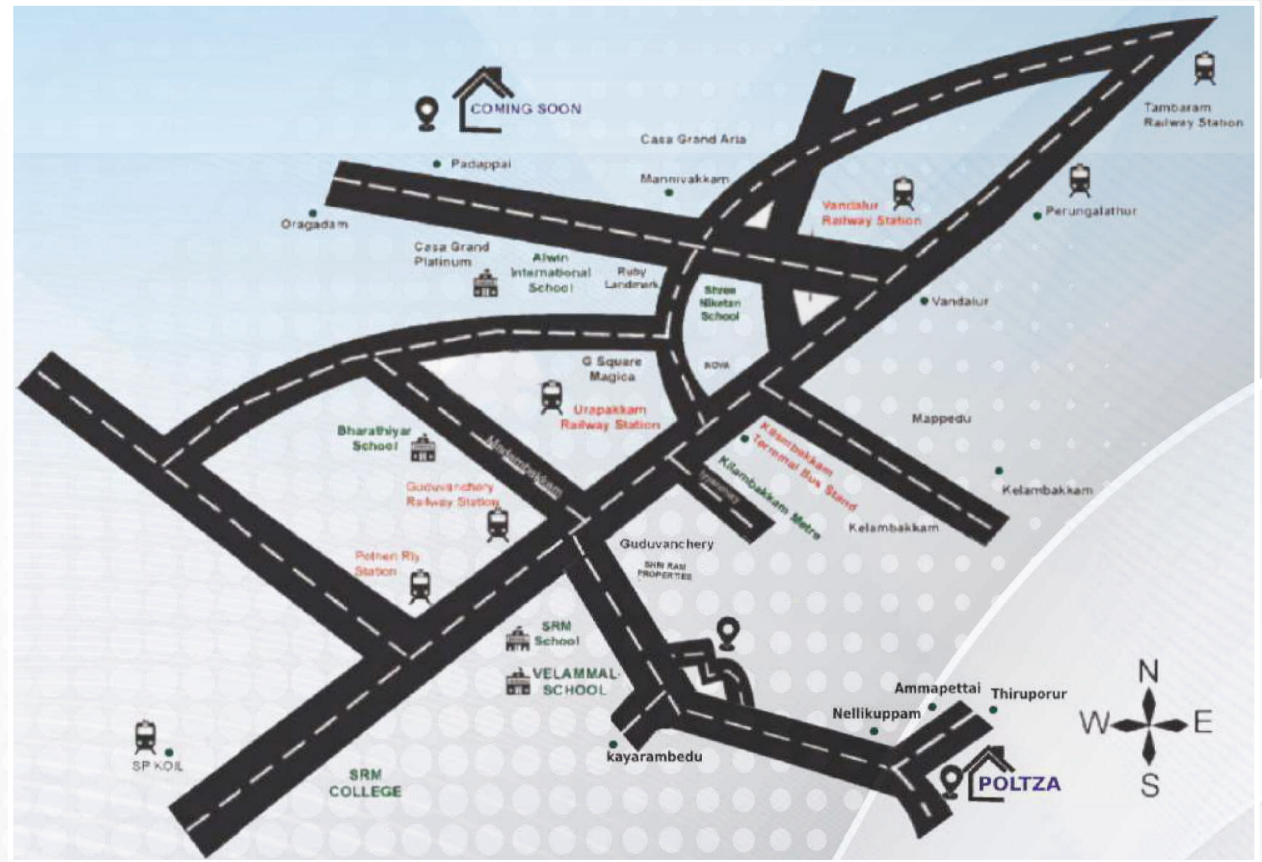 COMING SOON
Padappai
Oragadam
Casa Grand Aria
Mannivakkam
Tambaram
Railway Station
Perungalathur
Vandalur
Railway Station
Vandalur
Casa Grand
Platinum
Alwin
International
School
Ruby
Landmark
Shree
Niketan
School
NOVA
G Square
Magica
Urapakkam
Railway Station
Bharathiyar
School
Madambakkam
Guduvanchery
Railway Station
Potheri Rly
Station
Mappedu
Kelambakkam
Kelambakkam
Kilambakkam
Terremal Bus Stand
Kilambakkam Metro
Guduvanchery
SHRI RAM
PROPERTIES
SRM
School
VELAMMAL-
SCHOOL
kayarambedu
Nellikuppam
Ammapettai
Thiruporur
POLTZA
SP KOIL
SRM
COLLEGE
N
W
E
S